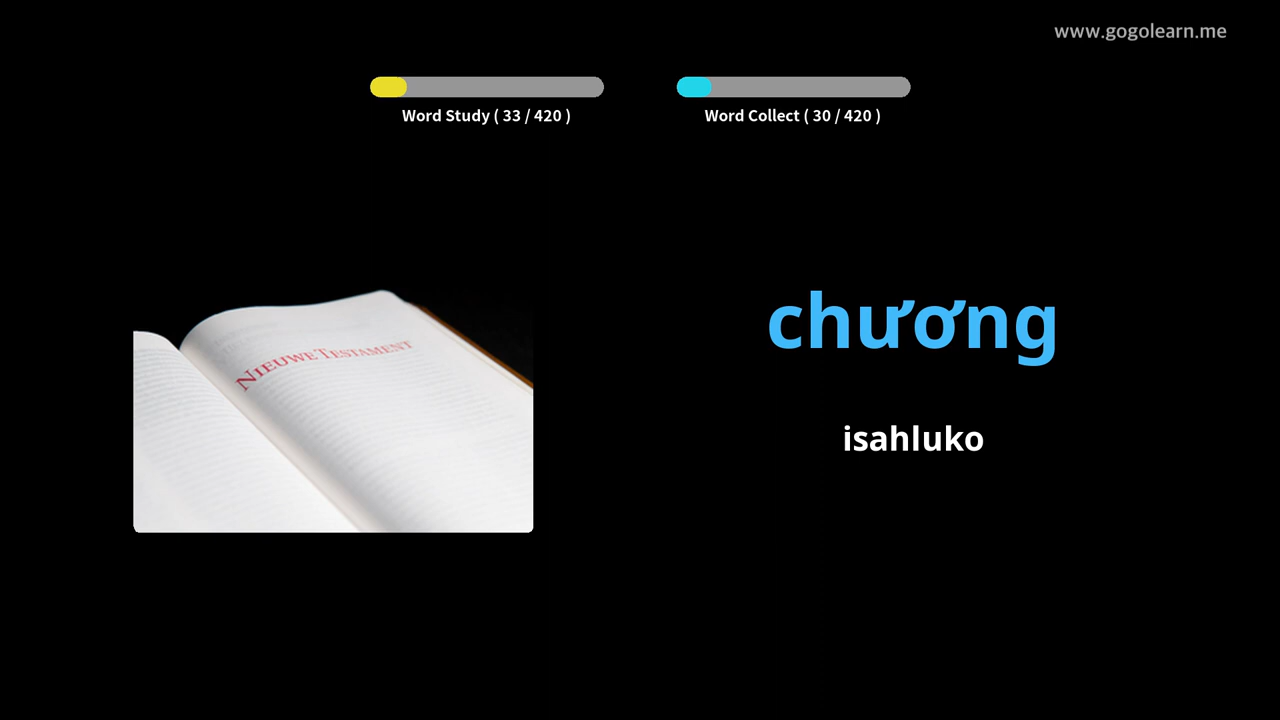 www.gogolearn.me
Word Study ( 33 / 420 )
Word Collect ( 30 / 420 )
NIEUWE TESTAMENT
chương
isahluko